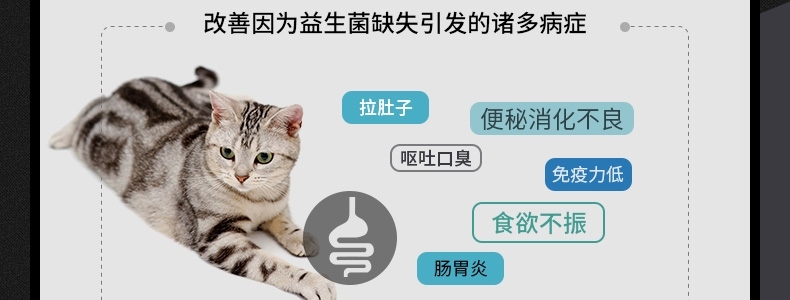 改善因为益生菌缺失引发的诸多病症
拉肚子
便秘消化不良
呕吐口臭
免疫力低
食欲不振
肠胃炎